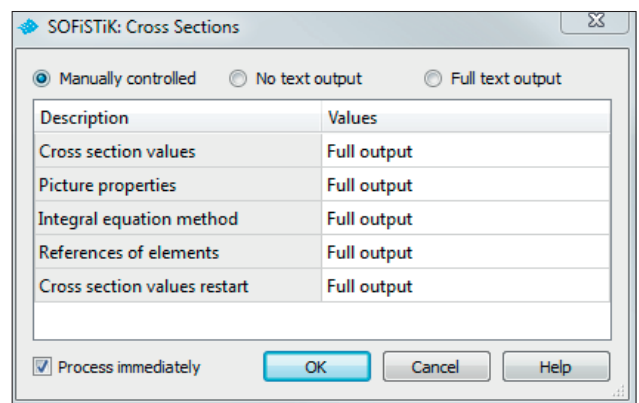 SOFiSTiK: Cross Sections
Manually controlled No text output Full text output
Description Values
Cross section values Full output
Picture properties Full output
Integral equation method Full output
References of elements Full output
Cross section values restart Full output
Process immediately OK Cancel Help